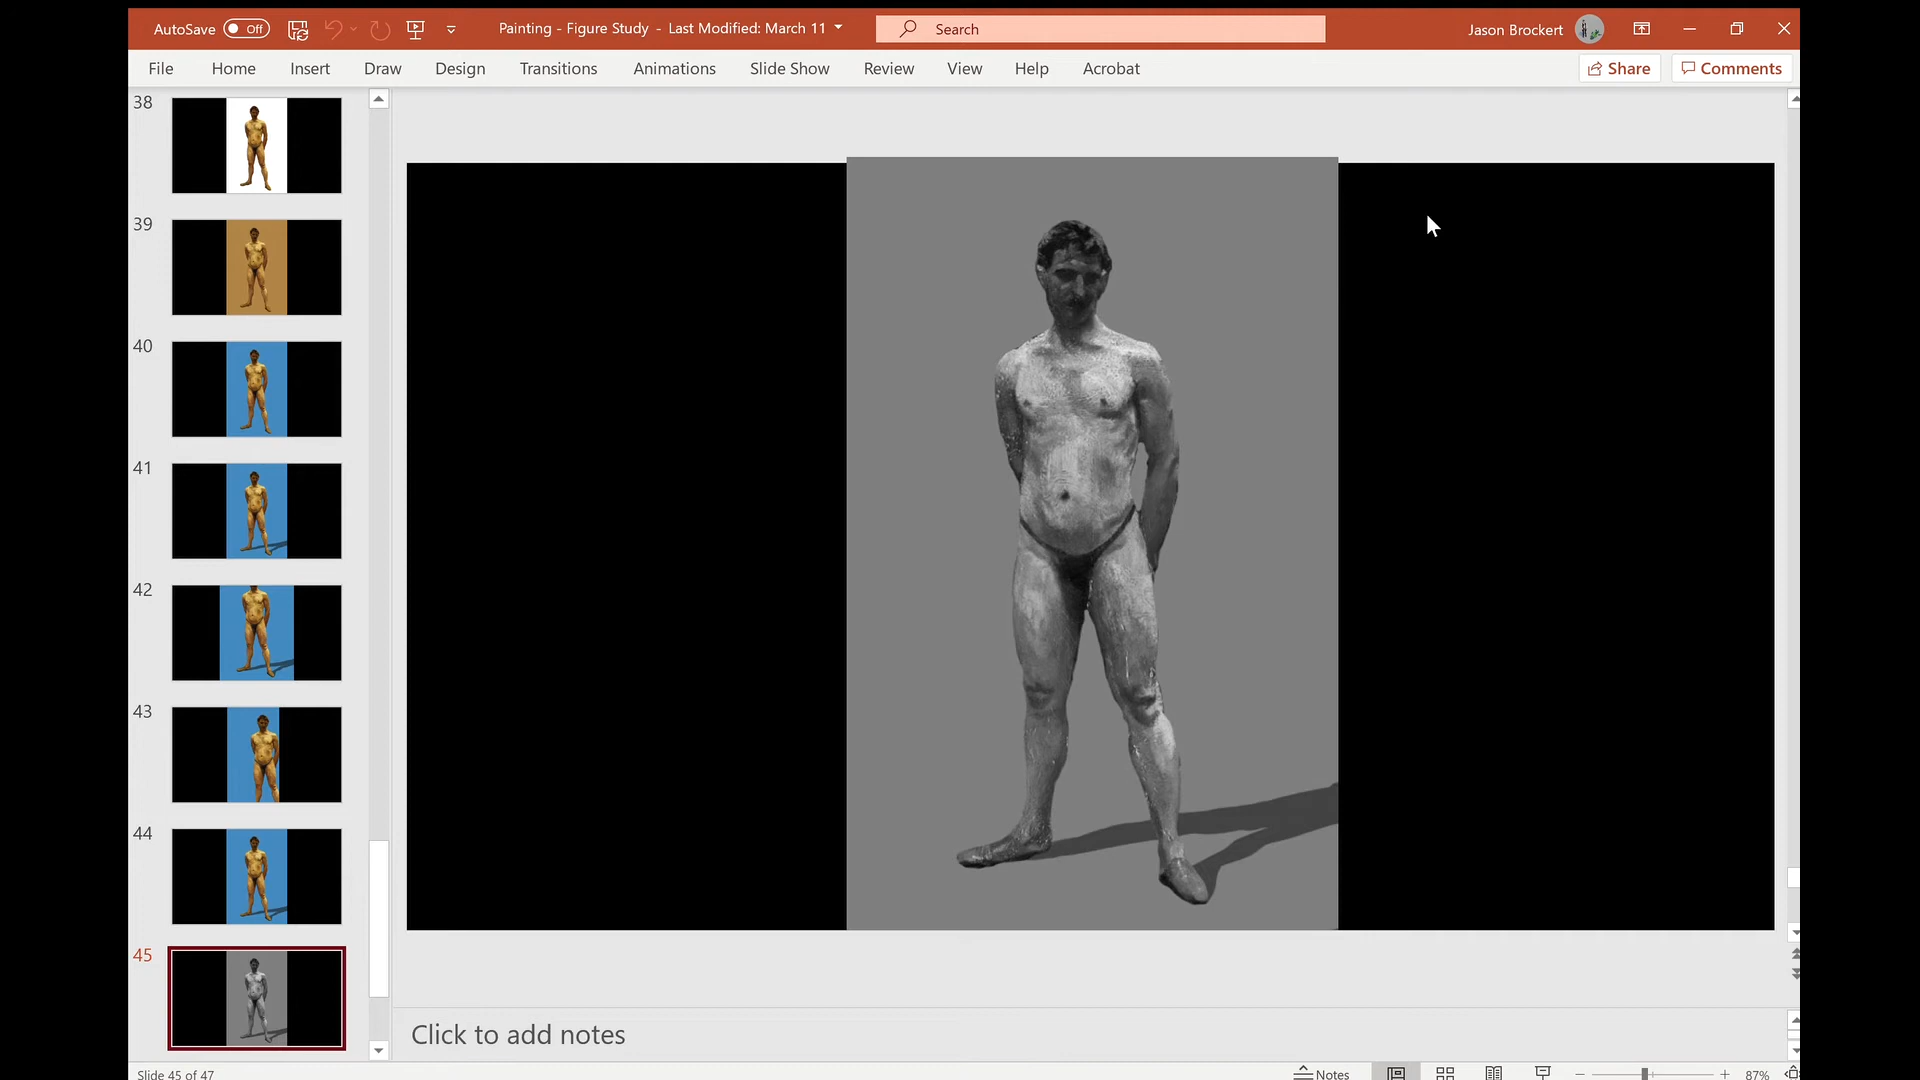 AutoSave Off Painting - Figure Study - Last Modified: March 11 Search Jason Brockert
File Home Insert Draw Design Transitions Animations Slide Show Review View Help Acrobat Share Comments
38
39
40
41
42
43
44
45
Click to add notes
Slide 45 of 47 Notes 87%